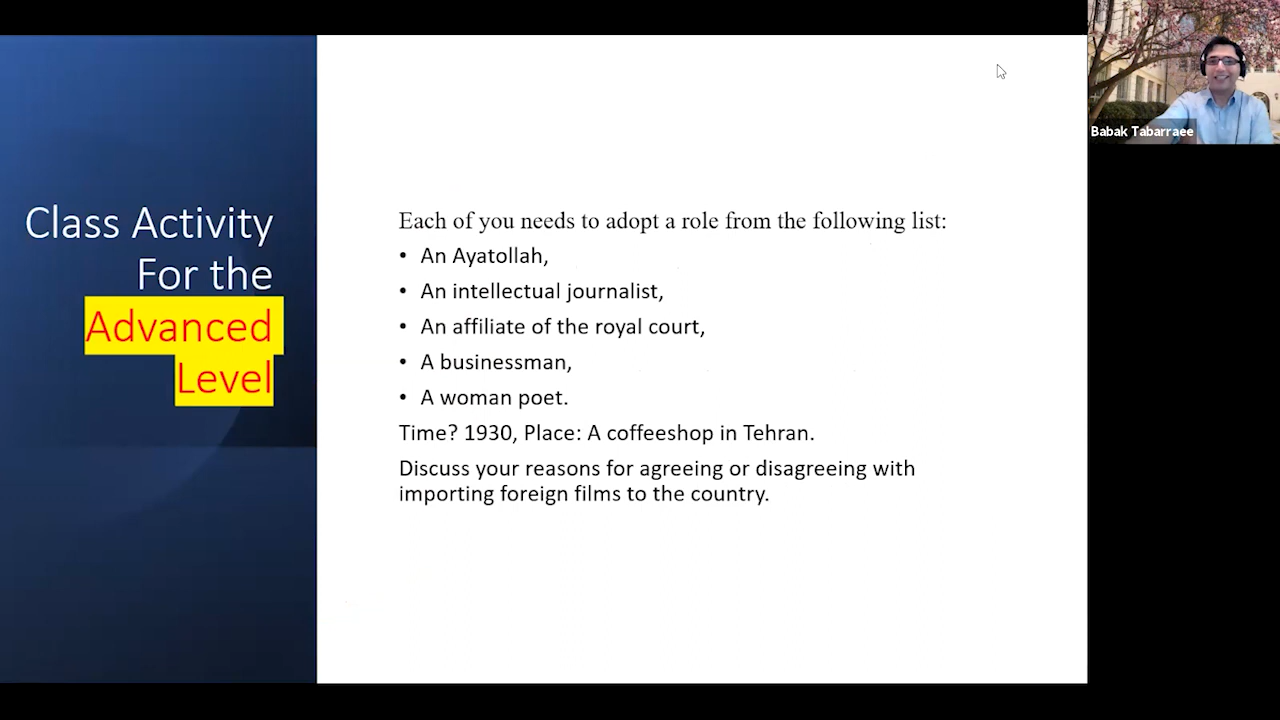 Class Activity
For the
Advanced
Level
Each of you needs to adopt a role from the following list:
• An Ayatollah,
• An intellectual journalist,
• An affiliate of the royal court,
• A businessman,
• A woman poet.
Time? 1930, Place: A coffeeshop in Tehran.
Discuss your reasons for agreeing or disagreeing with
importing foreign films to the country.
Babak Tabarraee